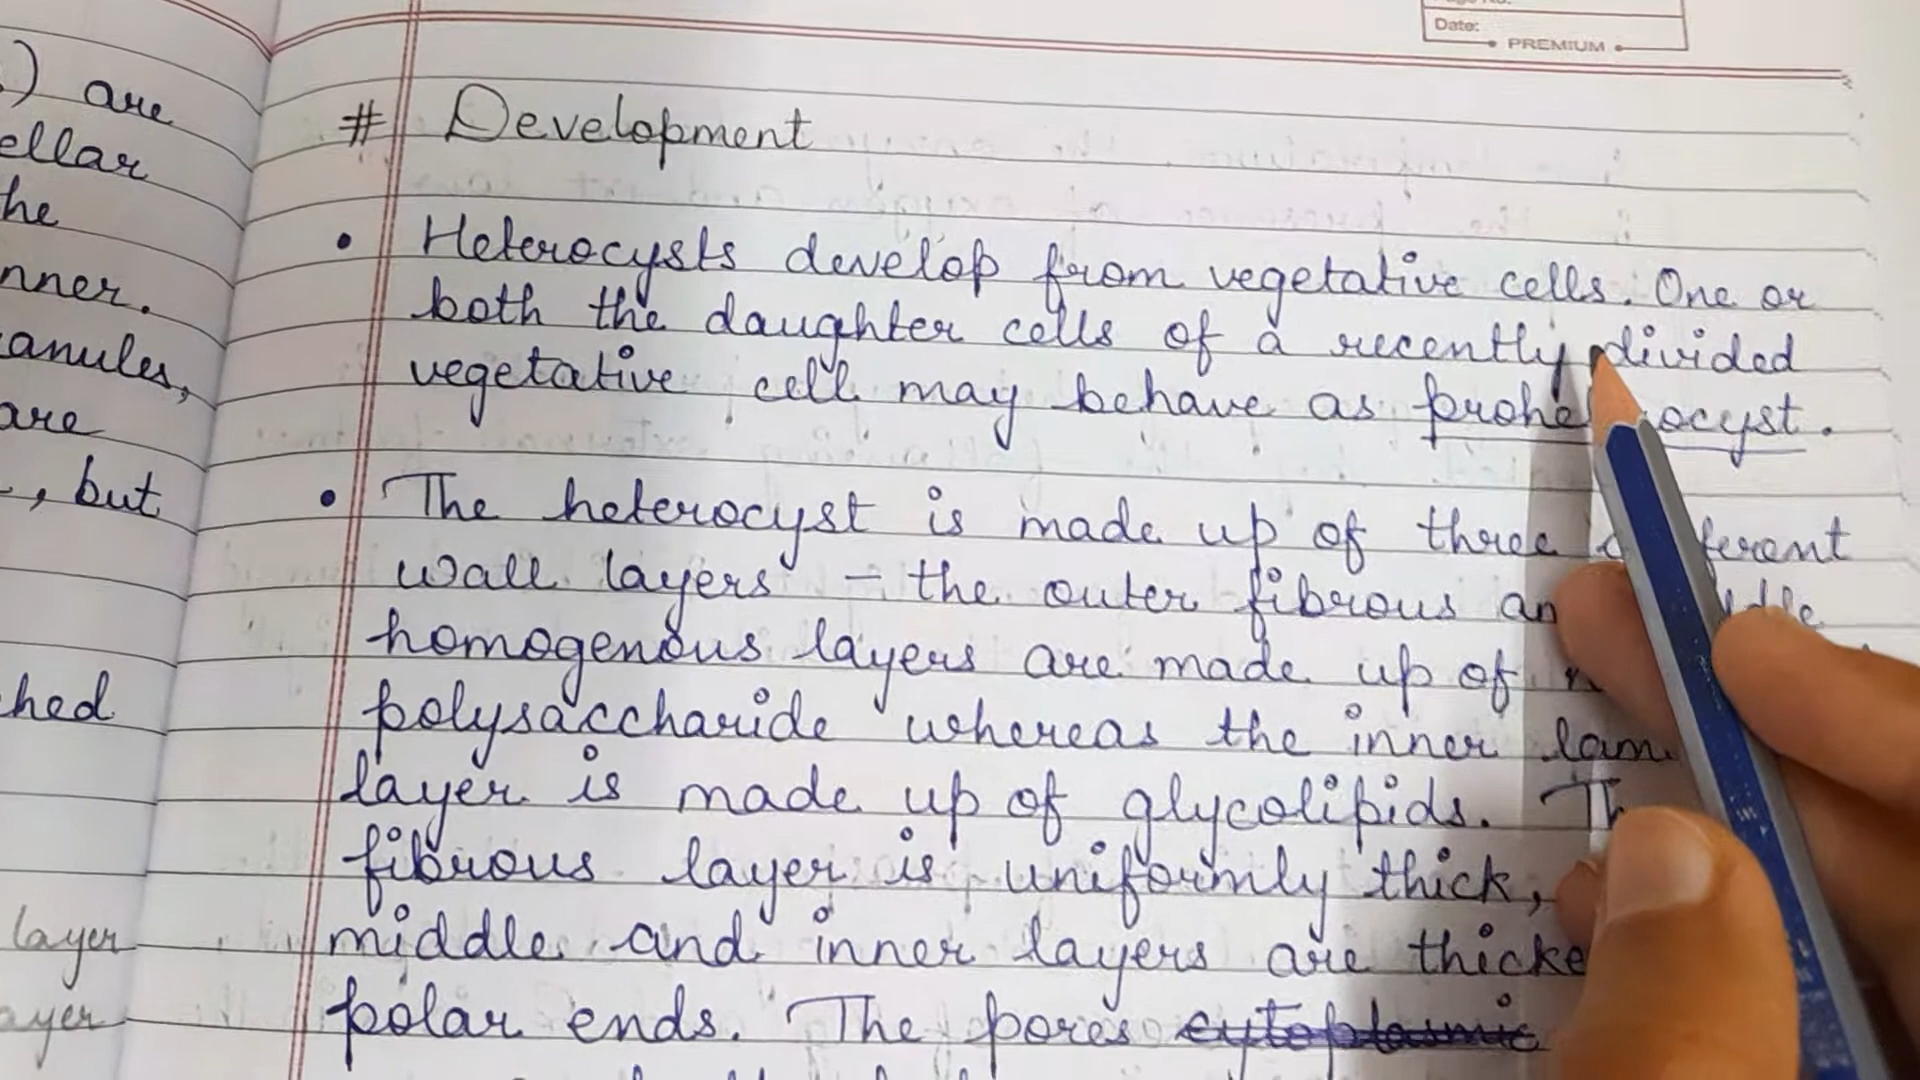 Date:
PREMIUM
) are
ellar
he
nner.
anules,
are
, but
hed
layer
ayer
# Development
• Heterocysts develop from vegetative cells. One or
both the daughter cells of a recently divided
vegetative cell may behave as prohe ocyst.
• The heterocyst is made up of three ferent
wall layers – the outer fibrous an
homogenous layers are made up of
polysaccharide whereas the inner lam
layer is made up of glycolipids. Th
fibrous layer is uniformly thick,
middle and inner layers are thicke
polar ends. The pores cytoplasmic